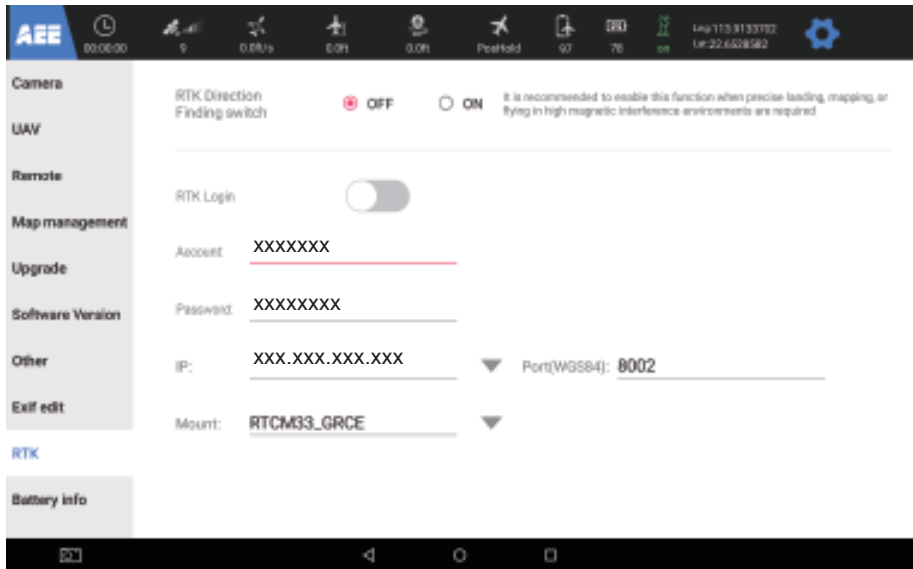 AEE
00:00:00
9
0.0ft/s
0.0ft
0.0ft
PosHold
97
78
on
Lng:113.9133702
Lat:22.6528582
Camera
UAV
Remote
Map management
Upgrade
Software Version
Other
Exif edit
RTK
Battery info
RTK Direction
Finding switch
OFF
ON
It is recommended to enable this function when precise landing, mapping, or
flying in high magnetic interference environments are required
RTK Login
Account:
XXXXXXX
Password:
XXXXXXXX
IP:
XXX.XXX.XXX.XXX
Port(WGS84): 8002
Mount:
RTCM33_GRCE